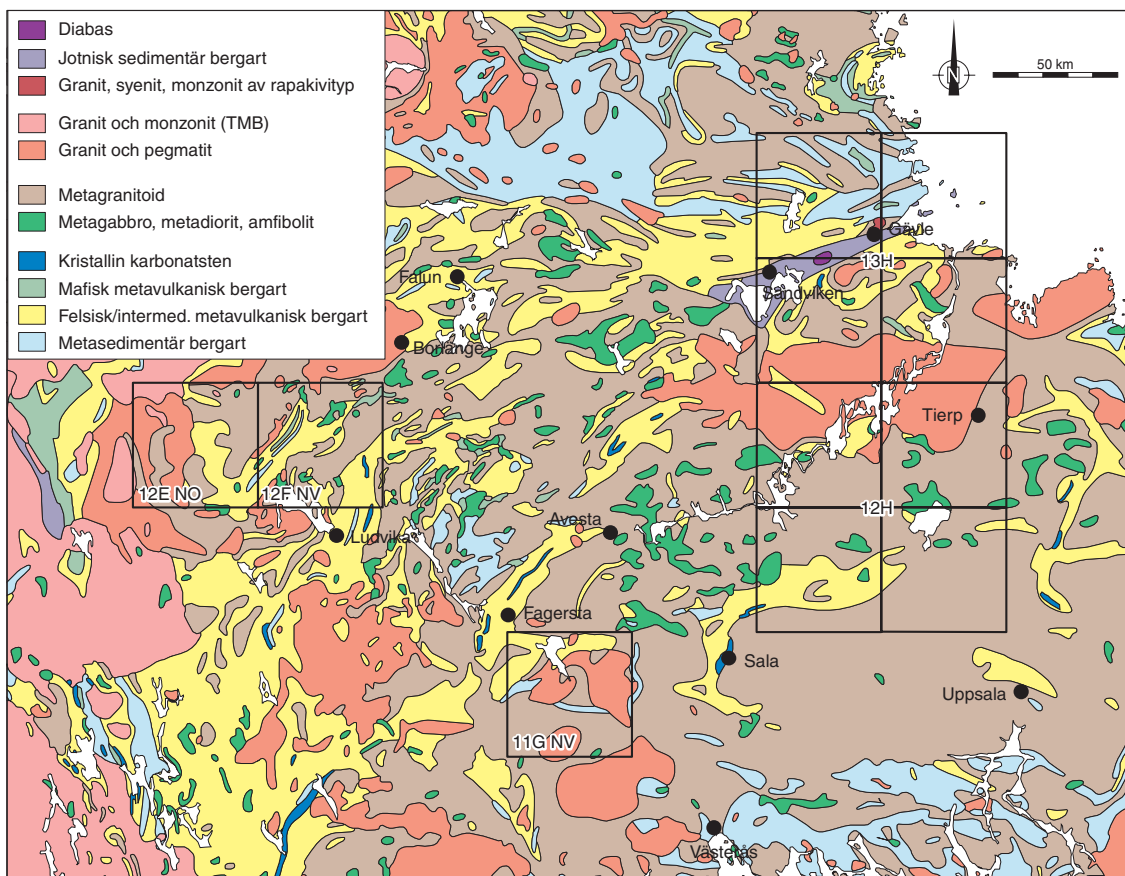 Diabas
Jotnisk sedimentär bergart
Granit, syenit, monzonit av rapakivityp
Granit och monzonit (TMB)
Granit och pegmatit
Metagranitoid
Metagabbro, metadiorit, amfibolit
Kristallin karbonatsten
Mafisk metavulkanisk bergart
Felsisk/intermed. metavulkanisk bergart
Metasedimentär bergart
50 km
N
Gävle
13H
Sandviken
Falun
Borlänge
Tierp
12E NO
12F NV
12H
Avesta
Ludvika
Fagersta
Sala
Uppsala
11G NV
Västerås